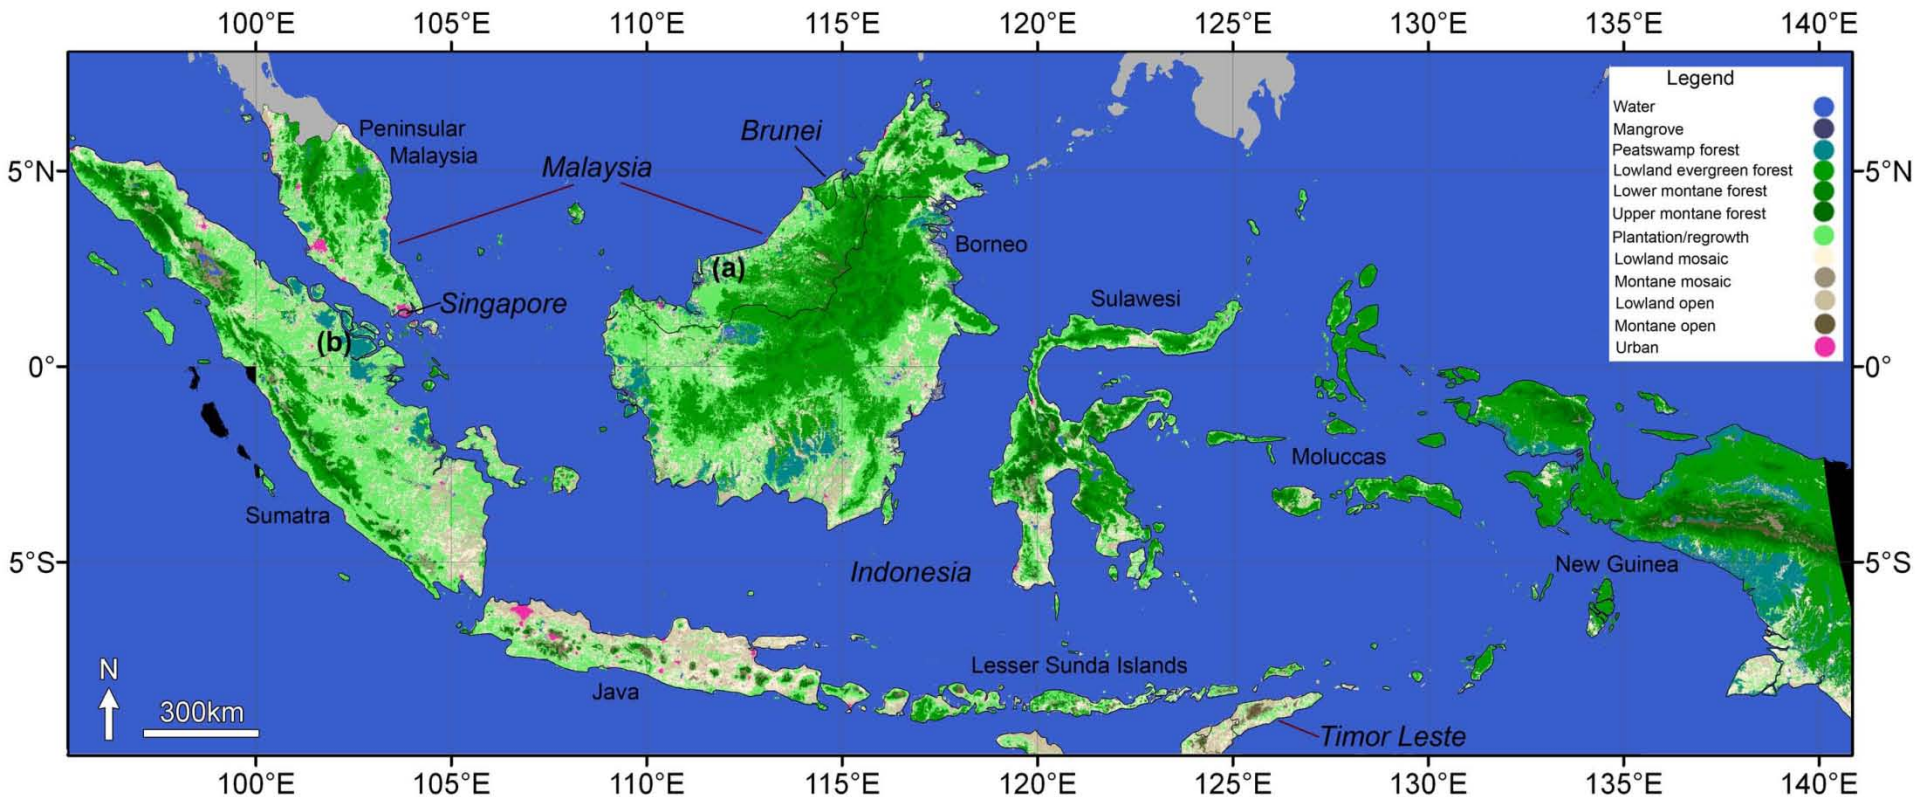 100°E 105°E 110°E 115°E 120°E 125°E 130°E 135°E 140°E
Legend
Water
Mangrove
Peatswamp forest
Lowland evergreen forest
Lower montane forest
Upper montane forest
Plantation/regrowth
Lowland mosaic
Montane mosaic
Lowland open
Montane open
Urban
Peninsular
Malaysia
Brunei
Malaysia
5°N 5°N
Borneo
(a)
Singapore
Sulawesi
(b)
0° 0°
Moluccas
Sumatra
5°S 5°S
Indonesia
New Guinea
Lesser Sunda Islands
N
Java
300km
Timor Leste
100°E 105°E 110°E 115°E 120°E 125°E 130°E 135°E 140°E